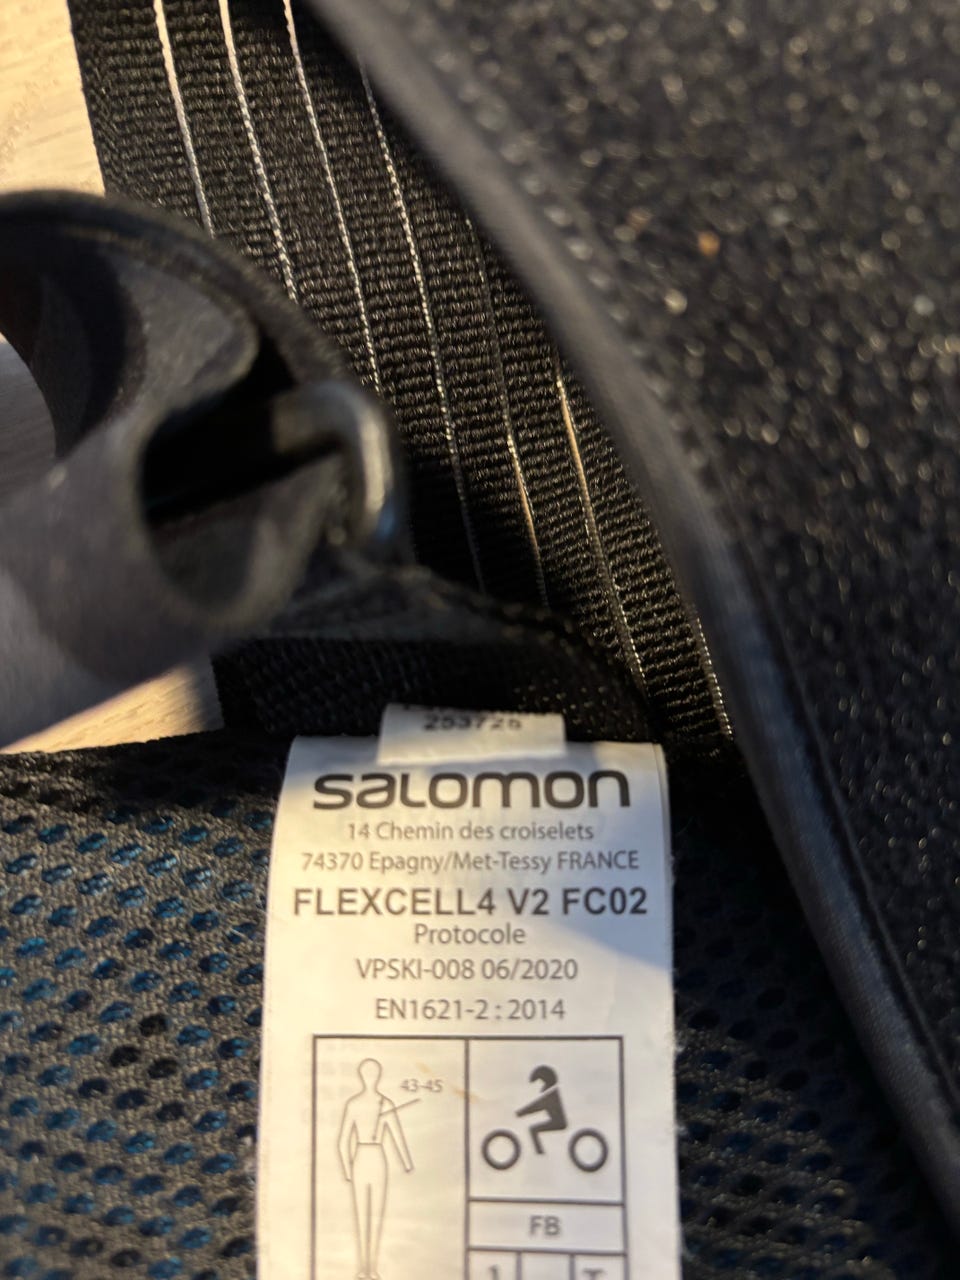 253726
salomon
14 Chemin des croiselets
74370 Epagny/Met-Tessy FRANCE
FLEXCELL4 V2 FC02
Protocole
VPSKI-008 06/2020
EN1621-2 : 2014
43-45
FB
1 T